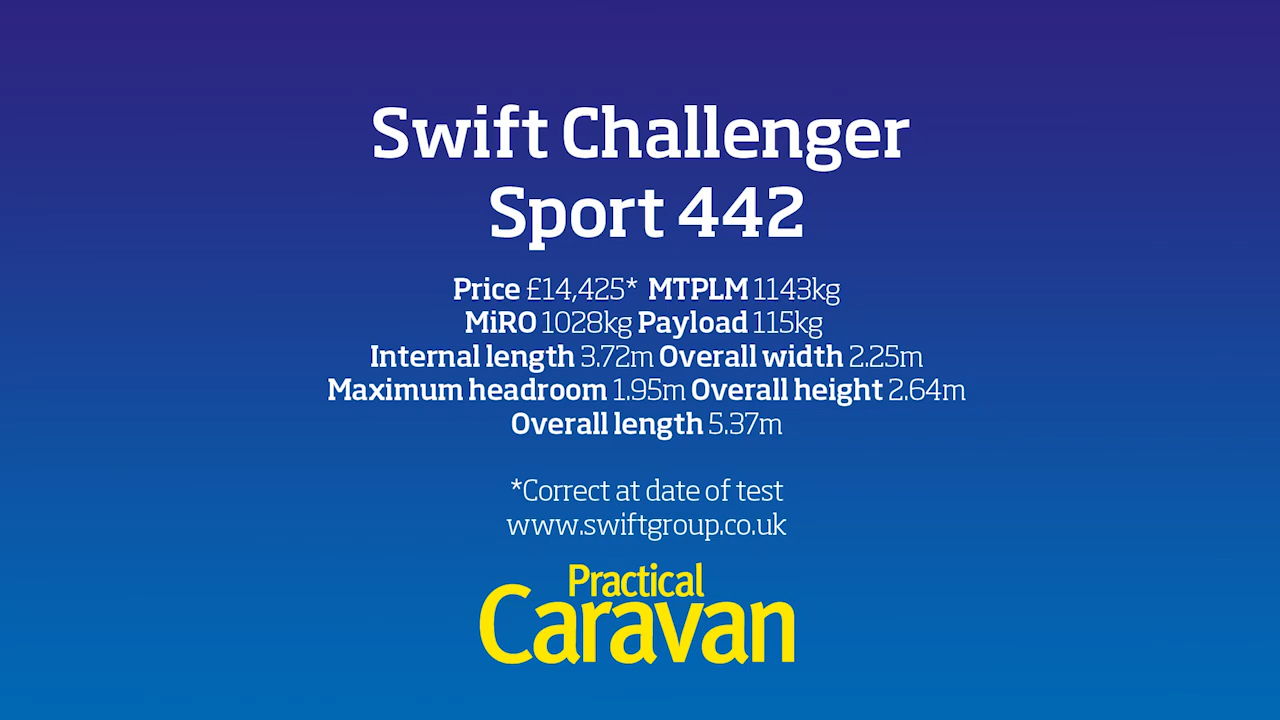 Swift Challenger
Sport 442
Price £14,425* MTPLM 1143kg
MiRO 1028kg Payload 115kg
Internal length 3.72m Overall width 2.25m
Maximum headroom 1.95m Overall height 2.64m
Overall length 5.37m
*Correct at date of test
www.swiftgroup.co.uk
Practical
Caravan